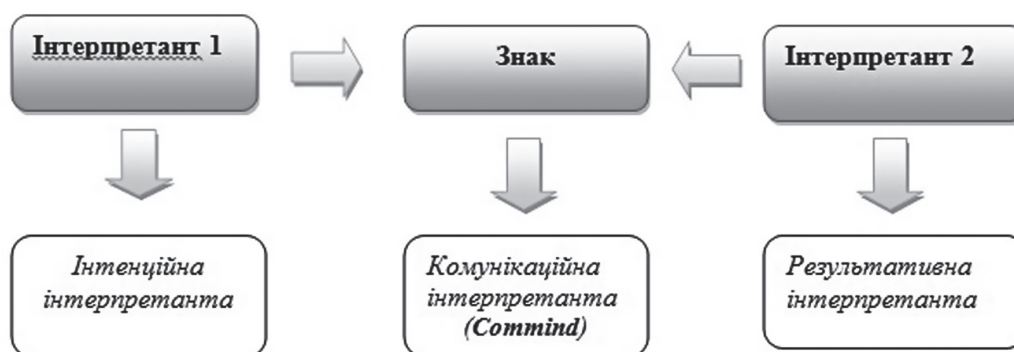 Інтерпретант 1
Знак
Інтерпретант 2
Інтенційна
інтерпретанта
Комунікаційна
інтерпретанта
(Commind)
Результативна
інтерпретанта